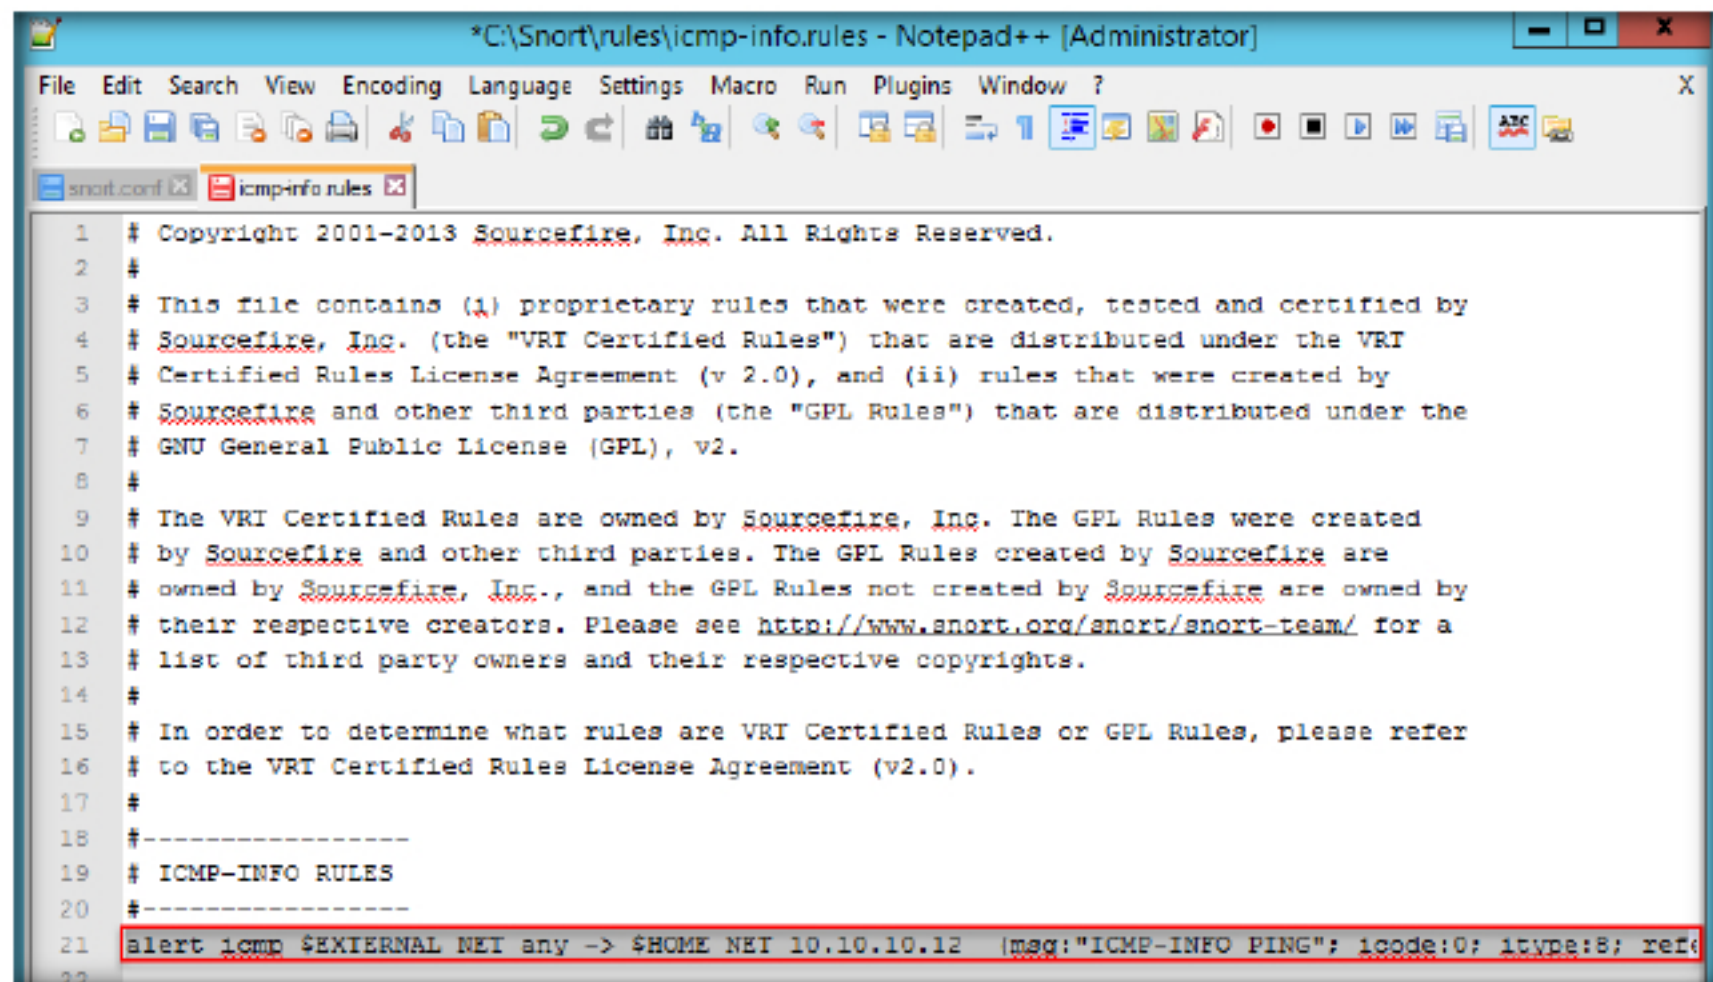 *C:\Snort\rules\icmp-info.rules - Notepad++ [Administrator]
File Edit Search View Encoding Language Settings Macro Run Plugins Window ? X
snort.conf icmp-info.rules
1 # Copyright 2001-2013 Sourcefire, Inc. All Rights Reserved.
2 #
3 # This file contains (i) proprietary rules that were created, tested and certified by
4 # Sourcefire, Inc. (the "VRT Certified Rules") that are distributed under the VRT
5 # Certified Rules License Agreement (v 2.0), and (ii) rules that were created by
6 # Sourcefire and other third parties (the "GPL Rules") that are distributed under the
7 # GNU General Public License (GPL), v2.
8 #
9 # The VRT Certified Rules are owned by Sourcefire, Inc. The GPL Rules were created
10 # by Sourcefire and other third parties. The GPL Rules created by Sourcefire are
11 # owned by Sourcefire, Inc., and the GPL Rules not created by Sourcefire are owned by
12 # their respective creators. Please see http://www.snort.org/snort/snort-team/ for a
13 # list of third party owners and their respective copyrights.
14 #
15 # In order to determine what rules are VRT Certified Rules or GPL Rules, please refer
16 # to the VRT Certified Rules License Agreement (v2.0).
17 #
18 #-----------------
19 # ICMP-INFO RULES
20 #-----------------
21 alert icmp $EXTERNAL_NET any -> $HOME_NET 10.10.10.12 (msg:"ICMP-INFO PING"; icode:0; itype:8; refe
22